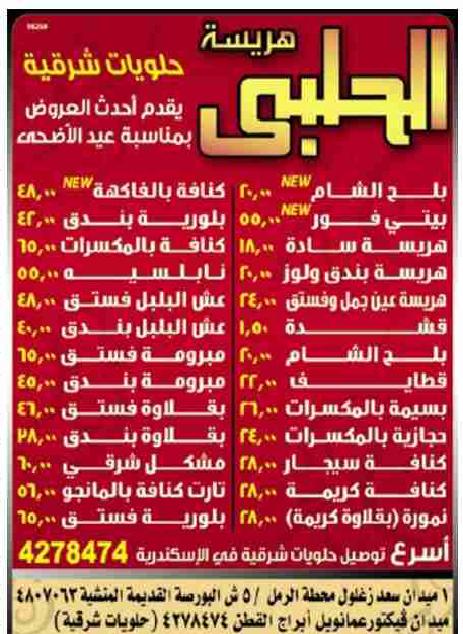 هريسة
الحلبى
حلويات شرقية
يقدم أحدث العروض
بمناسبة عيد الأضحى
بلح الشام NEW ٢٠,٠٠
بيتي فور NEW ٥٥,٠٠
هريسة سادة ١٨,٠٠
هريسة بندق ولوز ٢٠,٠٠
هريسة عين جمل وفستق ٢٤,٠٠
قشدة ١,٥٠
بلح الشام ٢٠,٠٠
قطايف ٢٢,٠٠
بسيمة بالمكسرات ٢٦,٠٠
حجازية بالمكسرات ٢٤,٠٠
كنافة سيجار ٢٨,٠٠
كنافة كريمة ٢٨,٠٠
نمورة (بقلاوة كريمة) ٢٨,٠٠
كنافة بالفاكهة NEW ٤٨,٠٠
بلورية بندق ٤٢,٠٠
كنافة بالمكسرات ٦٥,٠٠
نابلسيه ٥٥,٠٠
عش البلبل فستق ٤٨,٠٠
عش البلبل بندق ٤٠,٠٠
مبرومة فستق ٦٥,٠٠
مبرومة بندق ٤٥,٠٠
بقلاوة فستق ٤٦,٠٠
بقلاوة بندق ٢٨,٠٠
مشكل شرقي ٦٠,٠٠
تارت كنافة بالمانجو ٥٦,٠٠
بلورية فستق ٦٥,٠٠
أسرع توصيل حلويات شرقية في الإسكندرية 4278474
١ ميدان سعد زغلول محطة الرمل / ٥ ش البورصة القديمة المنشية ٤٨٠٧٠٦٣
ميدان فيكتور عمانويل أبراج القطن ٤٢٧٨٤٧٤ (حلويات شرقية)